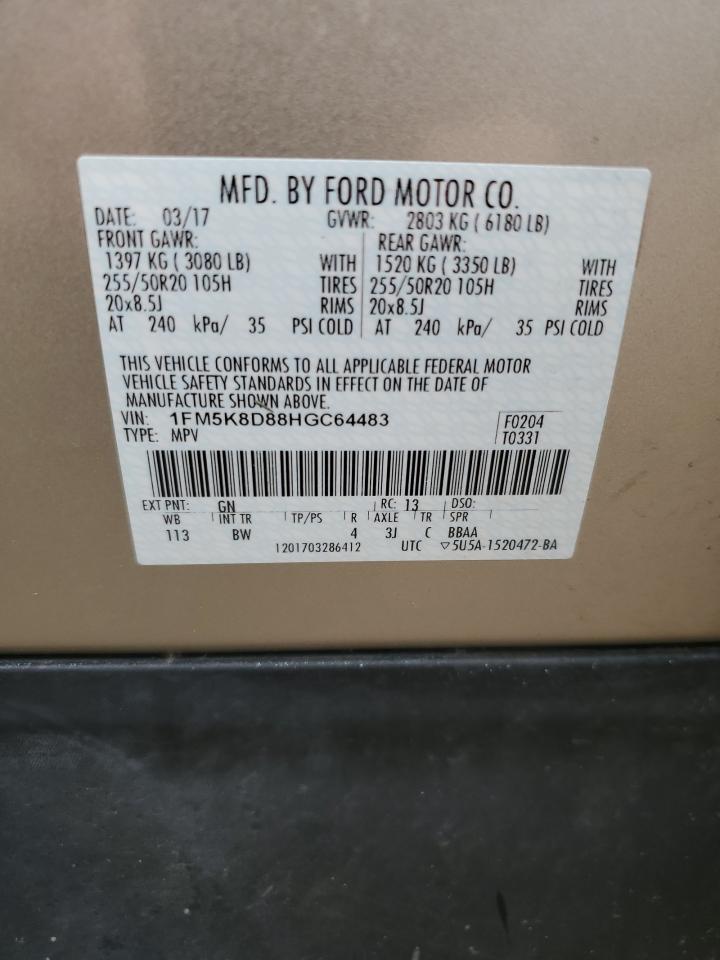 MFD. BY FORD MOTOR CO.
DATE: 03/17 GVWR: 2803 KG ( 6180 LB)
FRONT GAWR: REAR GAWR:
1397 KG ( 3080 LB) WITH 1520 KG ( 3350 LB) WITH
255/50R20 105H TIRES 255/50R20 105H TIRES
20x8.5J RIMS 20x8.5J RIMS
AT 240 kPa/ 35 PSI COLD AT 240 kPa/ 35 PSI COLD
THIS VEHICLE CONFORMS TO ALL APPLICABLE FEDERAL MOTOR
VEHICLE SAFETY STANDARDS IN EFFECT ON THE DATE OF
MANUFACTURE SHOWN ABOVE.
VIN: 1FM5K8D88HGC64483 F0204
TYPE: MPV T0331
EXT PNT: GN RC: 13 DSO:
WB INT TR TP/PS R AXLE TR SPR
113 BW 4 3J C BBAA
1201703286412 UTC ▽5U5A-1520472-BA